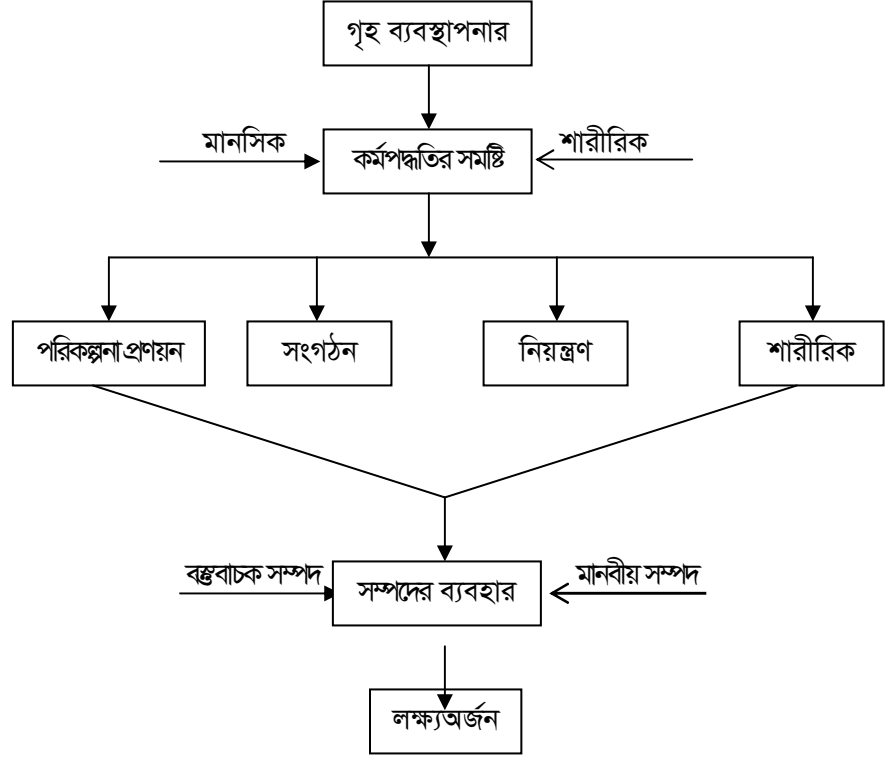 গৃহ ব্যবস্থাপনার
মানসিক
কর্মপদ্ধতির সমষ্টি
শারীরিক
পরিকল্পনা প্রণয়ন
সংগঠন
নিয়ন্ত্রণ
শারীরিক
বস্তুবাচক সম্পদ
সম্পদের ব্যবহার
মানবীয় সম্পদ
লক্ষ্যঅর্জন